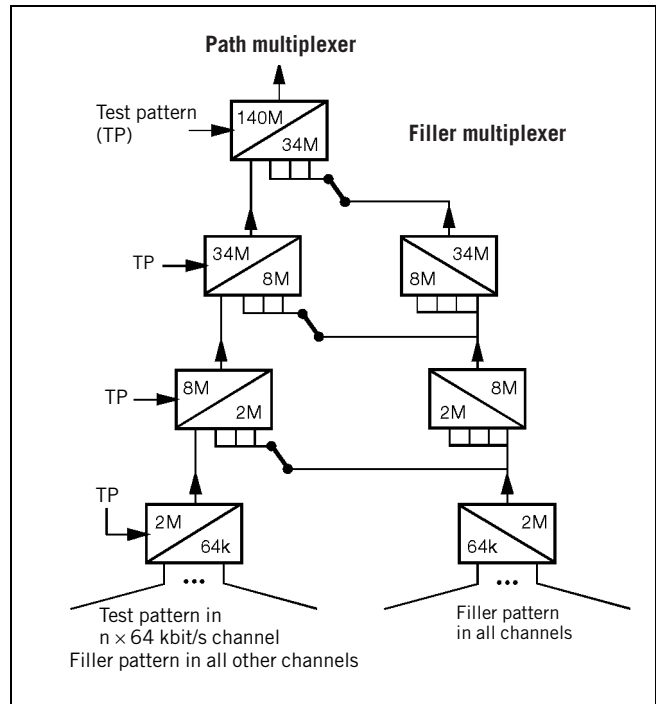 Path multiplexer
Test pattern
(TP)
140M
34M
Filler multiplexer
TP
34M
8M
34M
8M
TP
8M
2M
8M
2M
TP
2M
64k
2M
64k
...
...
Test pattern in
n × 64 kbit/s channel
Filler pattern in all other channels
Filler pattern
in all channels